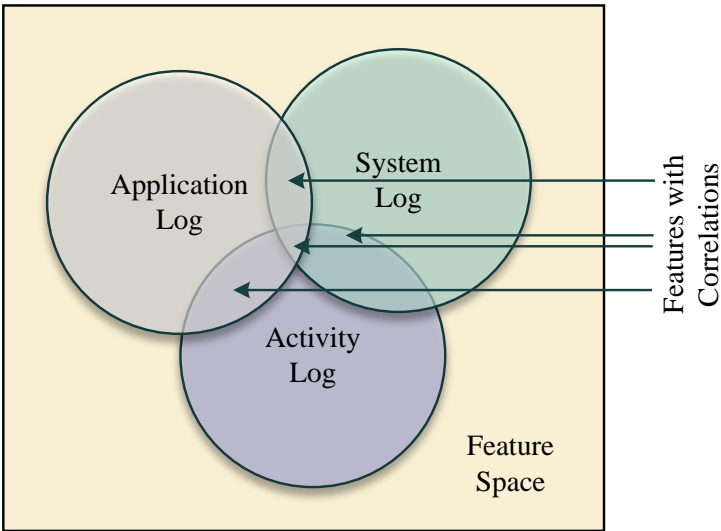 Application
Log
System
Log
Activity
Log
Feature
Space
Features with
Correlations